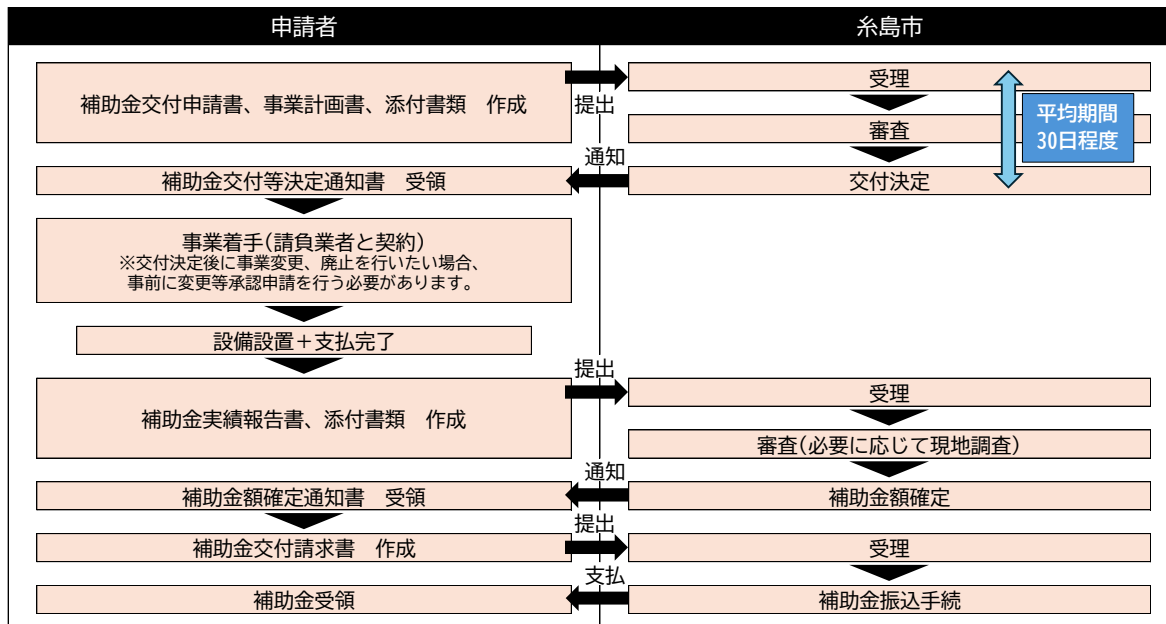 申請者
糸島市
補助金交付申請書、事業計画書、添付書類　作成
提出
受理
審査
平均期間
30日程度
通知
交付決定
補助金交付等決定通知書　受領
事業着手(請負業者と契約)
※交付決定後に事業変更、廃止を行いたい場合、
事前に変更等承認申請を行う必要があります。
設備設置＋支払完了
補助金実績報告書、添付書類　作成
提出
受理
審査(必要に応じて現地調査)
通知
補助金額確定
補助金額確定通知書　受領
補助金交付請求書　作成
提出
受理
支払
補助金振込手続
補助金受領